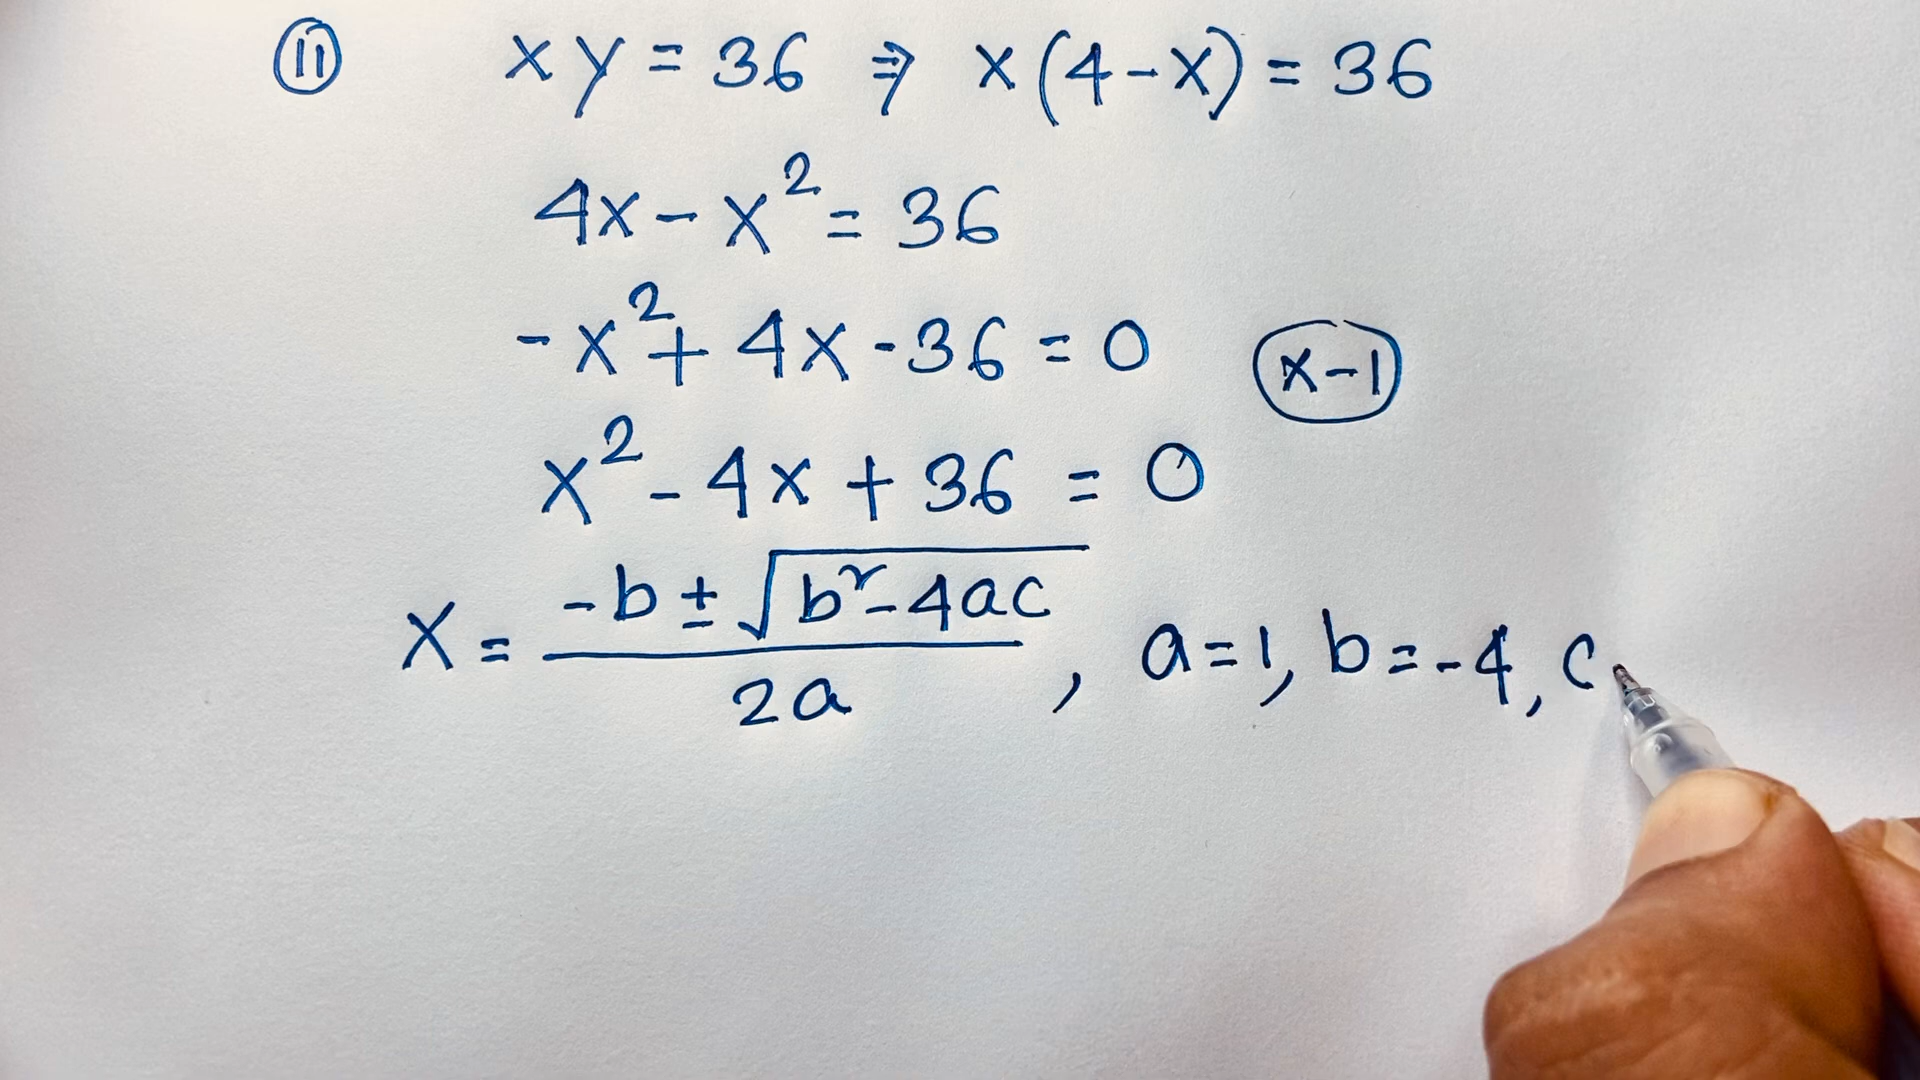 (ii) xy = 36 ⇒ x(4-x) = 36
4x - x² = 36
-x² + 4x - 36 = 0 (x-1)
x² - 4x + 36 = 0
x = (-b ± √(b² - 4ac)) / 2a , a=1, b=-4, c